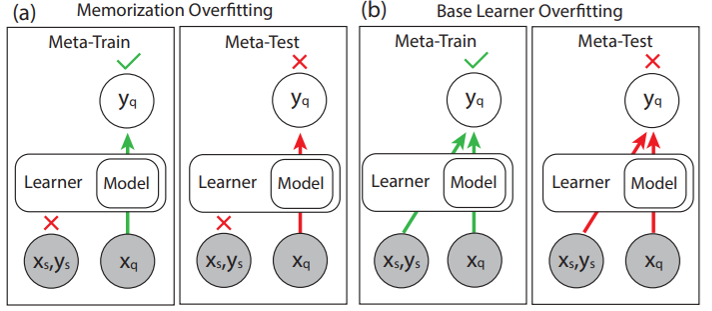 (a) Memorization Overfitting
Meta-Train
yq
Learner
Model
xs,ys
xq
Meta-Test
yq
Learner
Model
xs,ys
xq
(b) Base Learner Overfitting
Meta-Train
yq
Learner
Model
xs,ys
xq
Meta-Test
yq
Learner
Model
xs,ys
xq